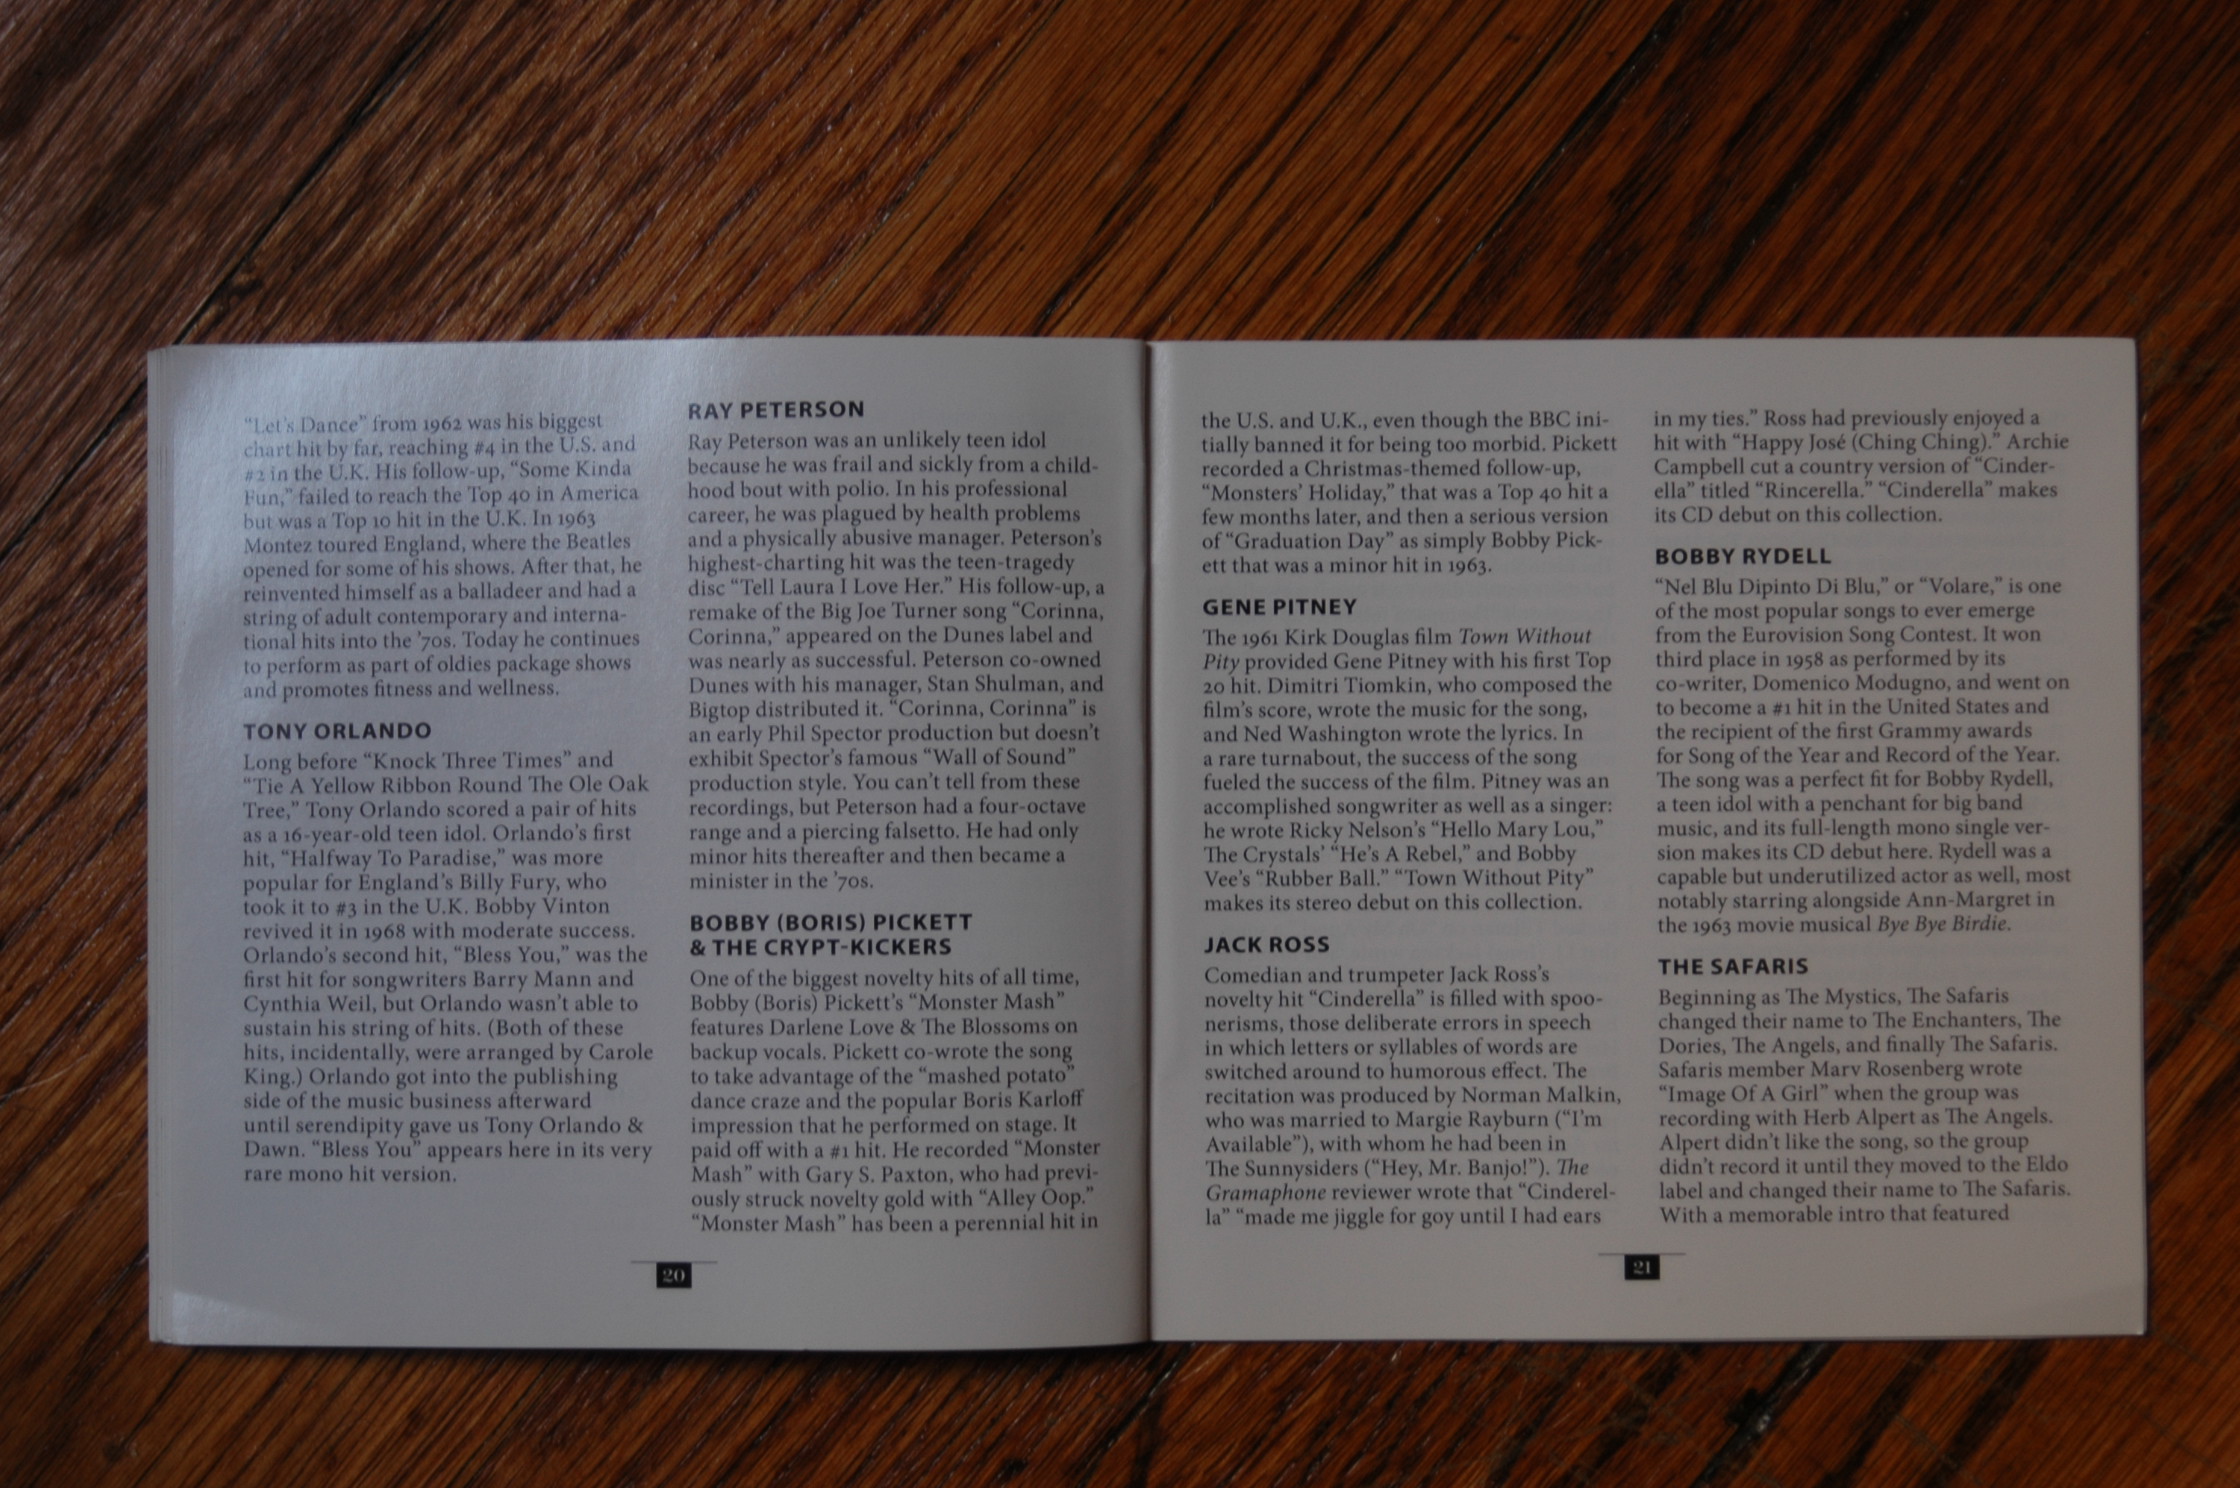 “Let’s Dance” from 1962 was his biggest
chart hit by far, reaching #4 in the U.S. and
#2 in the U.K. His follow-up, “Some Kinda
Fun,” failed to reach the Top 40 in America
but was a Top 10 hit in the U.K. In 1963
Montez toured England, where the Beatles
opened for some of his shows. After that, he
reinvented himself as a balladeer and had a
string of adult contemporary and interna-
tional hits into the ’70s. Today he continues
to perform as part of oldies package shows
and promotes fitness and wellness.
TONY ORLANDO
Long before “Knock Three Times” and
“Tie A Yellow Ribbon Round The Ole Oak
Tree,” Tony Orlando scored a pair of hits
as a 16-year-old teen idol. Orlando’s first
hit, “Halfway To Paradise,” was more
popular for England’s Billy Fury, who
took it to #3 in the U.K. Bobby Vinton
revived it in 1968 with moderate success.
Orlando’s second hit, “Bless You,” was the
first hit for songwriters Barry Mann and
Cynthia Weil, but Orlando wasn’t able to
sustain his string of hits. (Both of these
hits, incidentally, were arranged by Carole
King.) Orlando got into the publishing
side of the music business afterward
until serendipity gave us Tony Orlando &
Dawn. “Bless You” appears here in its very
rare mono hit version.
RAY PETERSON
Ray Peterson was an unlikely teen idol
because he was frail and sickly from a child-
hood bout with polio. In his professional
career, he was plagued by health problems
and a physically abusive manager. Peterson’s
highest-charting hit was the teen-tragedy
disc “Tell Laura I Love Her.” His follow-up, a
remake of the Big Joe Turner song “Corinna,
Corinna,” appeared on the Dunes label and
was nearly as successful. Peterson co-owned
Dunes with his manager, Stan Shulman, and
Bigtop distributed it. “Corinna, Corinna” is
an early Phil Spector production but doesn’t
exhibit Spector’s famous “Wall of Sound”
production style. You can’t tell from these
recordings, but Peterson had a four-octave
range and a piercing falsetto. He had only
minor hits thereafter and then became a
minister in the ’70s.
BOBBY (BORIS) PICKETT
& THE CRYPT-KICKERS
One of the biggest novelty hits of all time,
Bobby (Boris) Pickett’s “Monster Mash”
features Darlene Love & The Blossoms on
backup vocals. Pickett co-wrote the song
to take advantage of the “mashed potato”
dance craze and the popular Boris Karloff
impression that he performed on stage. It
paid off with a #1 hit. He recorded “Monster
Mash” with Gary S. Paxton, who had previ-
ously struck novelty gold with “Alley Oop.”
“Monster Mash” has been a perennial hit in
20
the U.S. and U.K., even though the BBC ini-
tially banned it for being too morbid. Pickett
recorded a Christmas-themed follow-up,
“Monsters’ Holiday,” that was a Top 40 hit a
few months later, and then a serious version
of “Graduation Day” as simply Bobby Pick-
ett that was a minor hit in 1963.
GENE PITNEY
The 1961 Kirk Douglas film Town Without
Pity provided Gene Pitney with his first Top
20 hit. Dimitri Tiomkin, who composed the
film’s score, wrote the music for the song,
and Ned Washington wrote the lyrics. In
a rare turnabout, the success of the song
fueled the success of the film. Pitney was an
accomplished songwriter as well as a singer:
he wrote Ricky Nelson’s “Hello Mary Lou,”
The Crystals’ “He’s A Rebel,” and Bobby
Vee’s “Rubber Ball.” “Town Without Pity”
makes its stereo debut on this collection.
JACK ROSS
Comedian and trumpeter Jack Ross’s
novelty hit “Cinderella” is filled with spoo-
nerisms, those deliberate errors in speech
in which letters or syllables of words are
switched around to humorous effect. The
recitation was produced by Norman Malkin,
who was married to Margie Rayburn (“I’m
Available”), with whom he had been in
The Sunnysiders (“Hey, Mr. Banjo!”). The
Gramaphone reviewer wrote that “Cinderel-
la” “made me jiggle for goy until I had ears
in my ties.” Ross had previously enjoyed a
hit with “Happy José (Ching Ching).” Archie
Campbell cut a country version of “Cinder-
ella” titled “Rincerella.” “Cinderella” makes
its CD debut on this collection.
BOBBY RYDELL
“Nel Blu Dipinto Di Blu,” or “Volare,” is one
of the most popular songs to ever emerge
from the Eurovision Song Contest. It won
third place in 1958 as performed by its
co-writer, Domenico Modugno, and went on
to become a #1 hit in the United States and
the recipient of the first Grammy awards
for Song of the Year and Record of the Year.
The song was a perfect fit for Bobby Rydell,
a teen idol with a penchant for big band
music, and its full-length mono single ver-
sion makes its CD debut here. Rydell was a
capable but underutilized actor as well, most
notably starring alongside Ann-Margret in
the 1963 movie musical Bye Bye Birdie.
THE SAFARIS
Beginning as The Mystics, The Safaris
changed their name to The Enchanters, The
Dories, The Angels, and finally The Safaris.
Safaris member Marv Rosenberg wrote
“Image Of A Girl” when the group was
recording with Herb Alpert as The Angels.
Alpert didn’t like the song, so the group
didn’t record it until they moved to the Eldo
label and changed their name to The Safaris.
With a memorable intro that featured
21